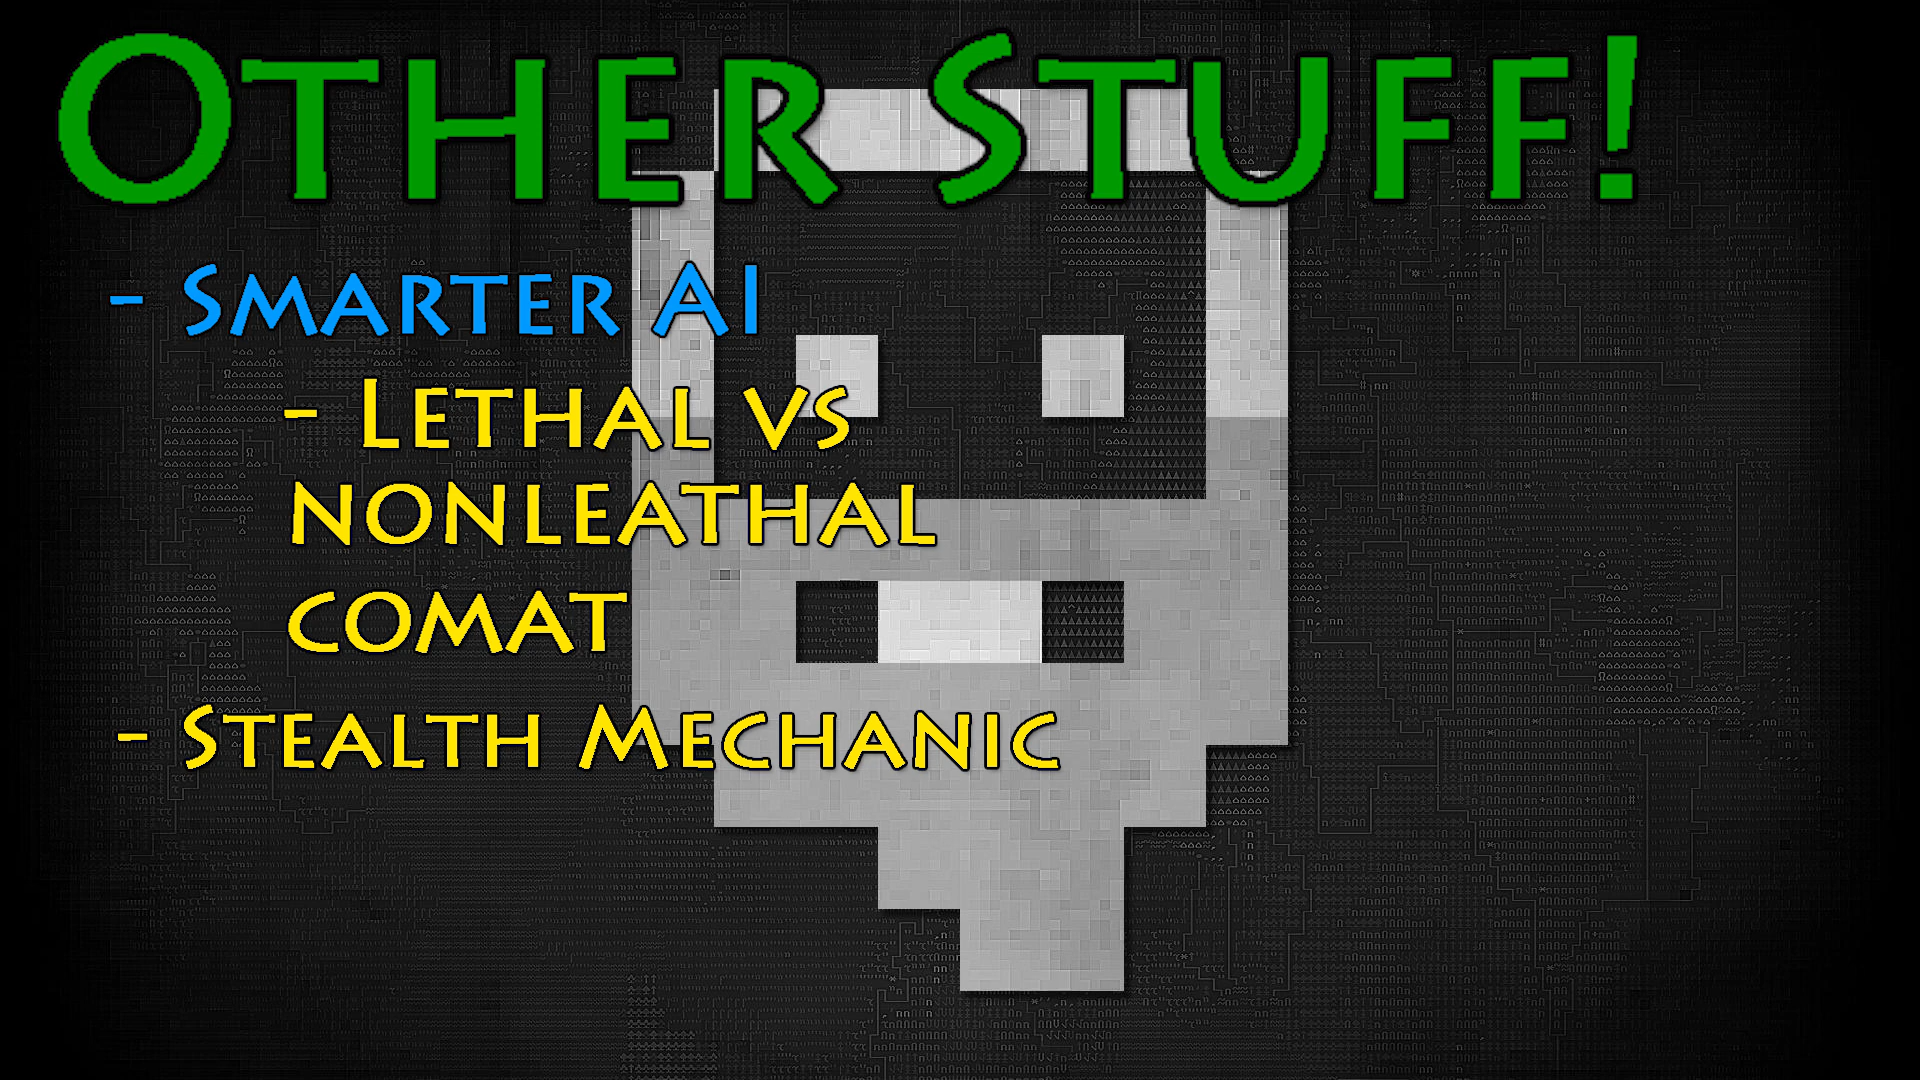 Other Stuff!
- Smarter AI
- Lethal vs
nonleathal
comat
- Stealth Mechanic